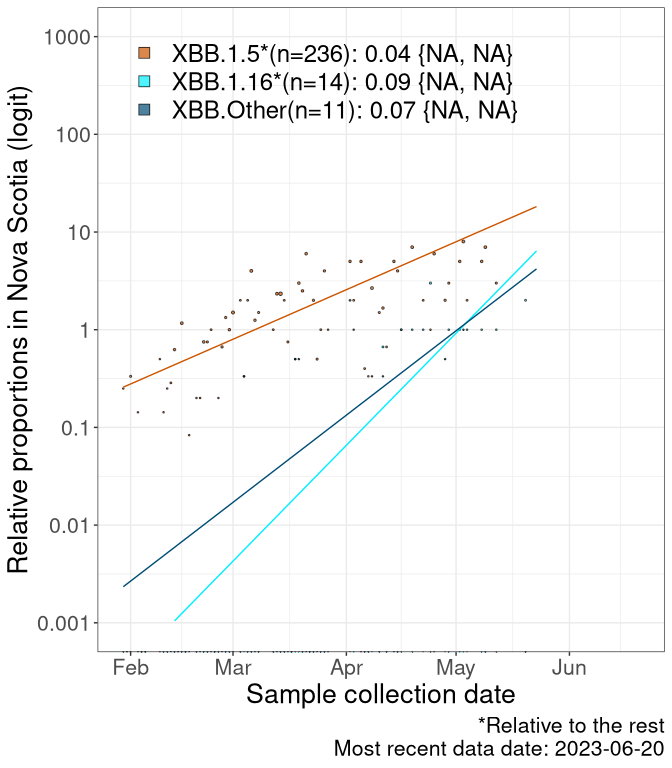 Relative proportions in Nova Scotia (logit)
1000
100
10
1
0.1
0.01
0.001
XBB.1.5*(n=236): 0.04 {NA, NA}
XBB.1.16*(n=14): 0.09 {NA, NA}
XBB.Other(n=11): 0.07 {NA, NA}
Feb Mar Apr May Jun
Sample collection date
*Relative to the rest
Most recent data date: 2023-06-20